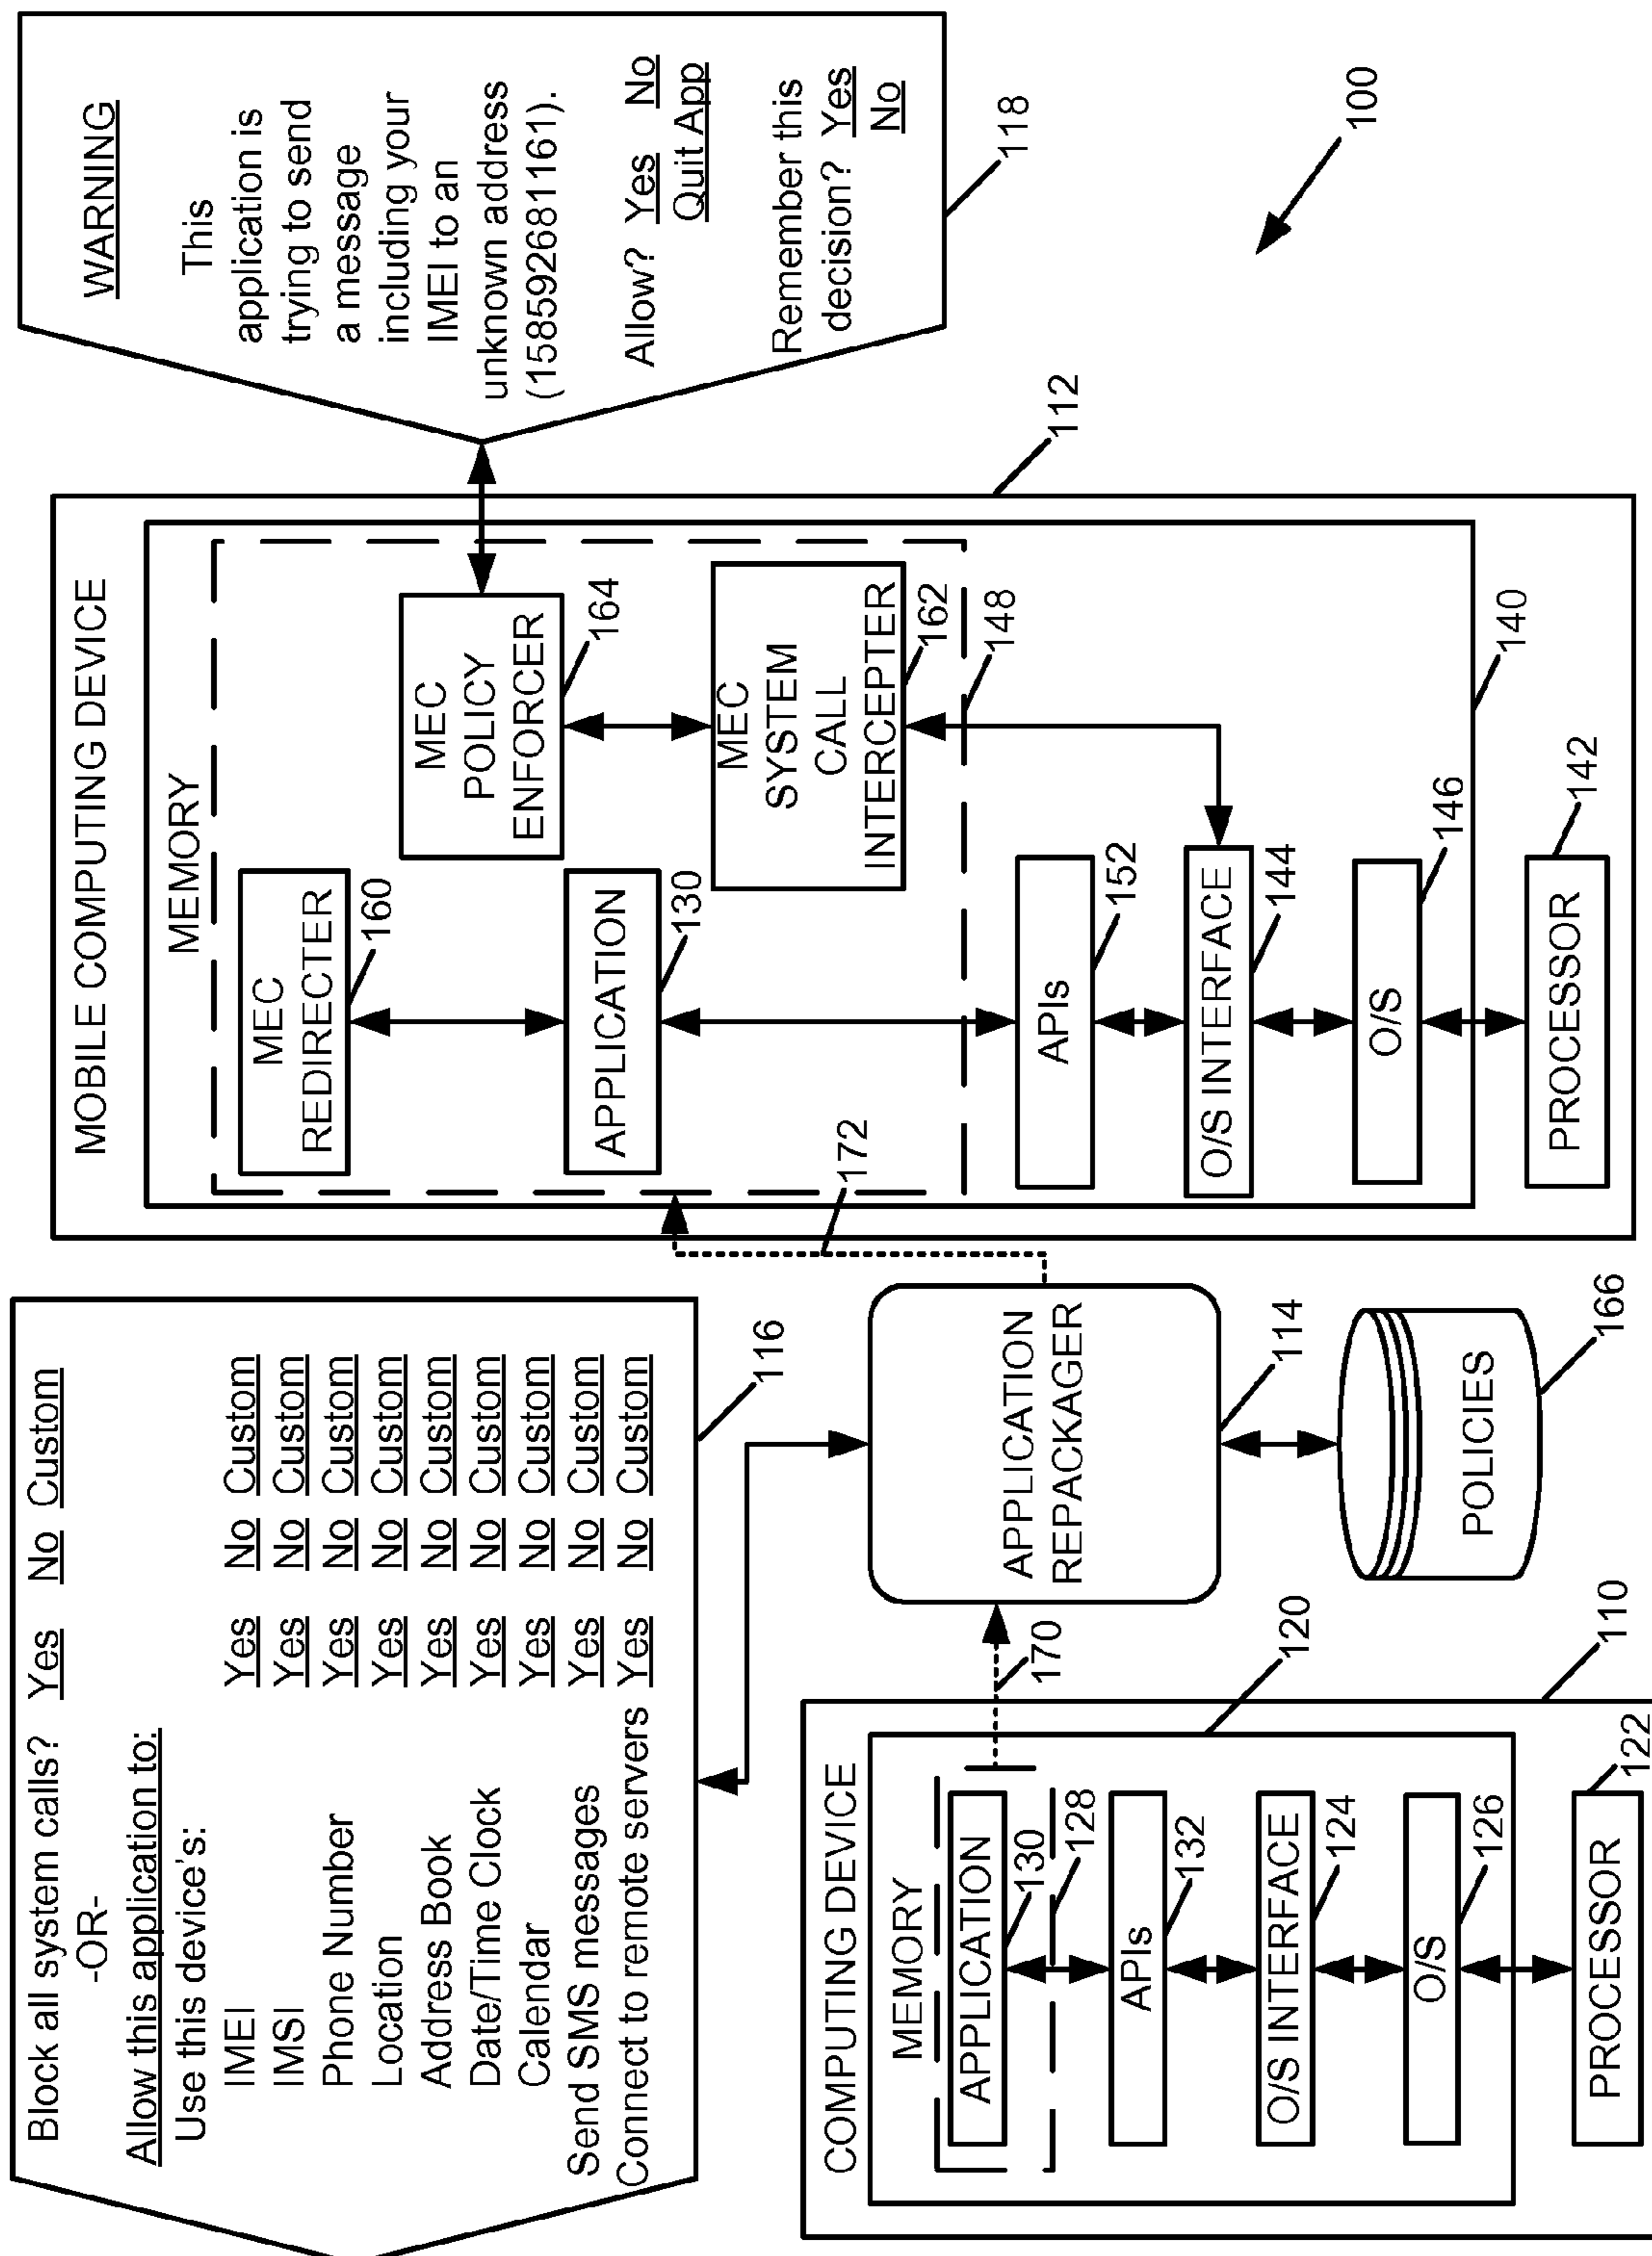 Block all system calls? Yes No Custom
-OR-
Allow this application to:
Use this device's:
IMEI Yes No Custom
IMSI Yes No Custom
Phone Number Yes No Custom
Location Yes No Custom
Address Book Yes No Custom
Date/Time Clock Yes No Custom
Calendar Yes No Custom
Send SMS messages Yes No Custom
Connect to remote servers Yes No Custom
116
COMPUTING DEVICE
MEMORY
APPLICATION
130
128
APIs
132
O/S INTERFACE
124
O/S
126
PROCESSOR
122
120
110
170
APPLICATION
REPACKAGER
114
POLICIES
166
172
MOBILE COMPUTING DEVICE
MEMORY
MEC
REDIRECTER
160
APPLICATION
130
MEC
POLICY
ENFORCER
164
MEC
SYSTEM
CALL
INTERCEPTER
162
148
APIs
152
O/S INTERFACE
144
O/S
146
PROCESSOR
142
140
112
WARNING
This
application is
trying to send
a message
including your
IMEI to an
unknown address
(15859268​1161).
Allow? Yes No
Quit App
Remember this
decision? Yes
No
118
100